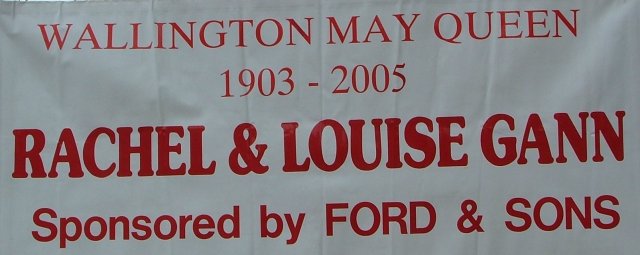 WALLINGTON MAY QUEEN
1903 - 2005
RACHEL & LOUISE GANN
Sponsored by FORD & SONS